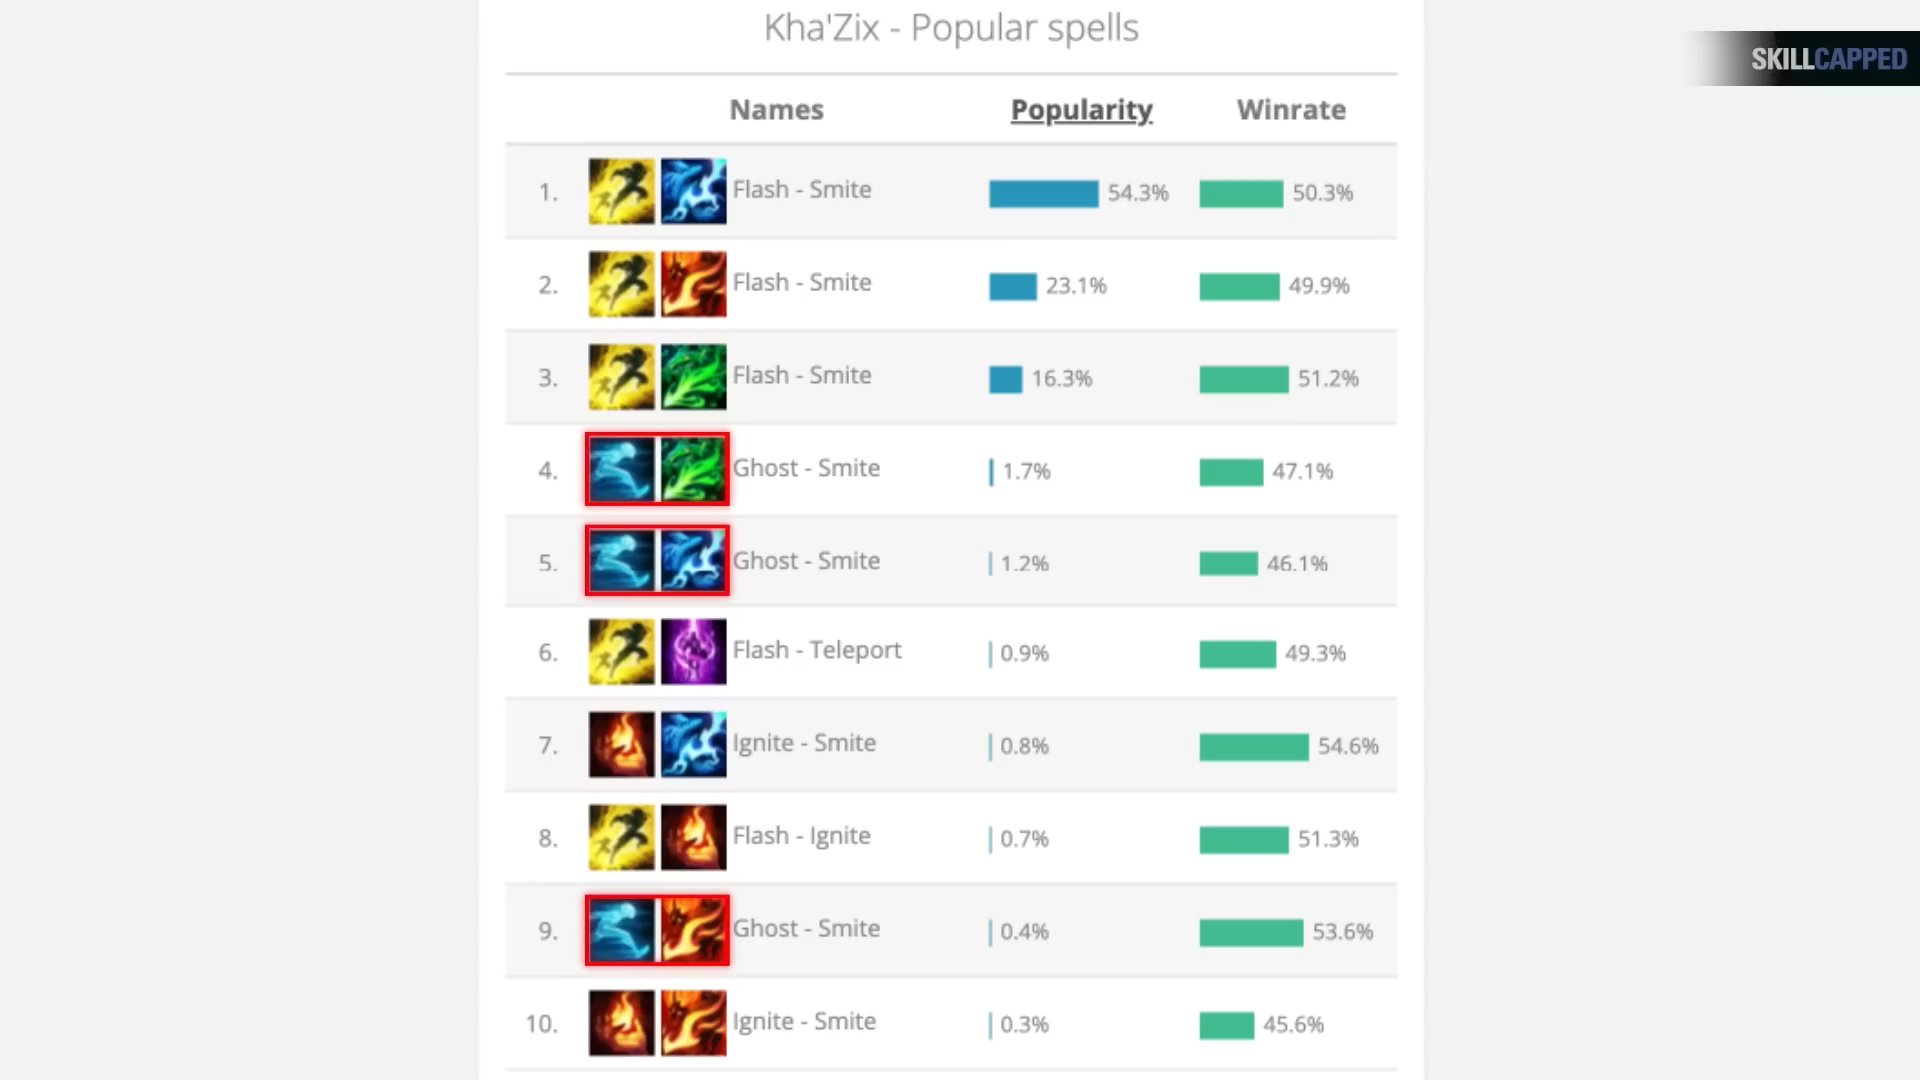 Kha'Zix - Popular spells
SKILLCAPPED
Names Popularity Winrate
1. Flash - Smite 54.3% 50.3%
2. Flash - Smite 23.1% 49.9%
3. Flash - Smite 16.3% 51.2%
4. Ghost - Smite 1.7% 47.1%
5. Ghost - Smite 1.2% 46.1%
6. Flash - Teleport 0.9% 49.3%
7. Ignite - Smite 0.8% 54.6%
8. Flash - Ignite 0.7% 51.3%
9. Ghost - Smite 0.4% 53.6%
10. Ignite - Smite 0.3% 45.6%